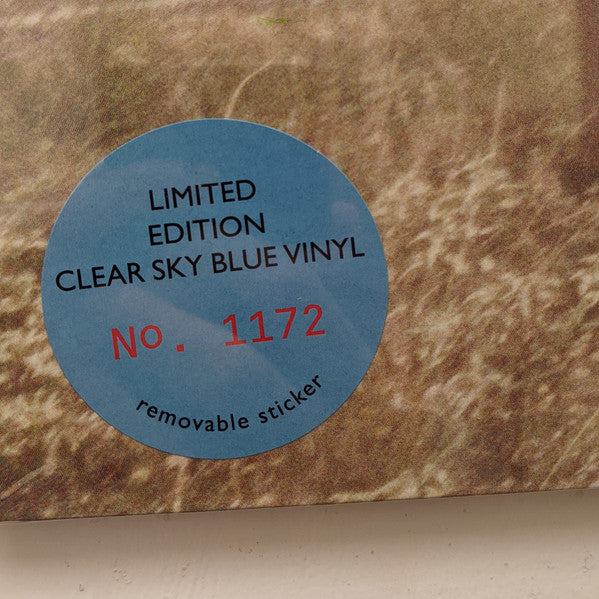 LIMITED
EDITION
CLEAR SKY BLUE VINYL
No. 1172
removable sticker